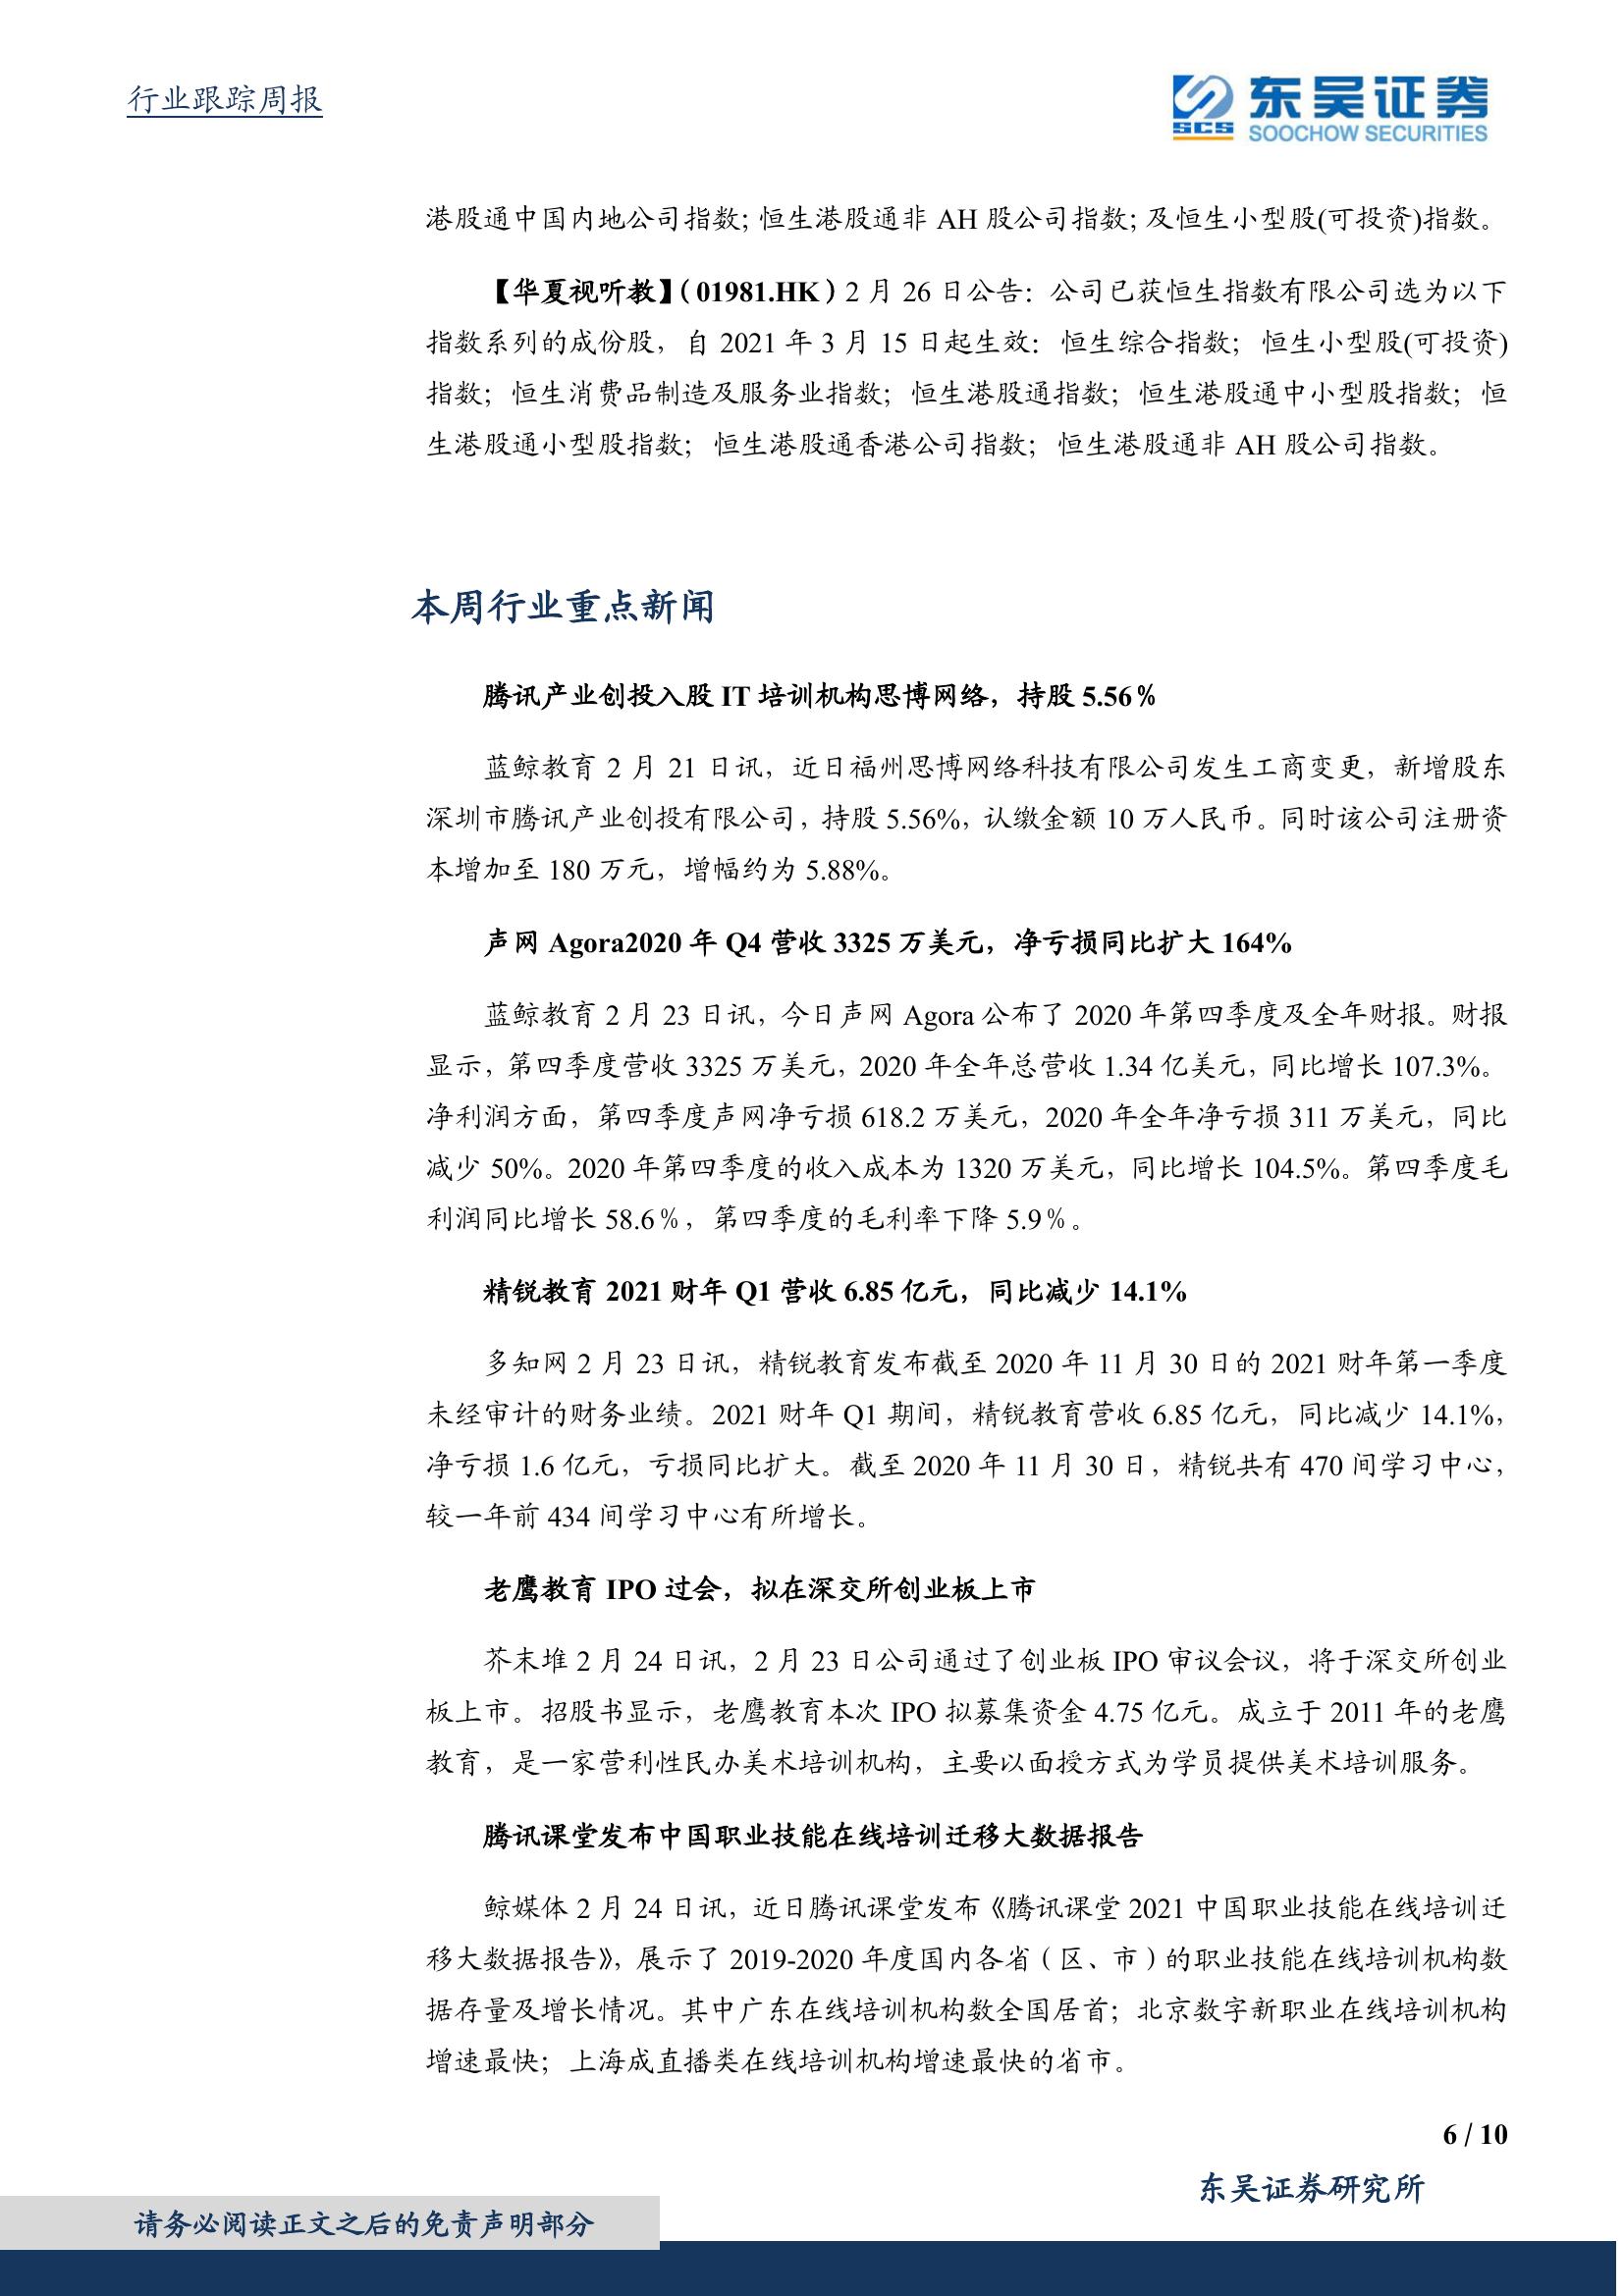 行业跟踪周报
东吴证券
SCS
SOOCHOW SECURITIES
港股通中国内地公司指数；恒生港股通非 AH 股公司指数；及恒生小型股(可投资)指数。
【华夏视听教】（01981.HK）2 月 26 日公告：公司已获恒生指数有限公司选为以下
指数系列的成份股，自 2021 年 3 月 15 日起生效：恒生综合指数；恒生小型股(可投资)
指数；恒生消费品制造及服务业指数；恒生港股通指数；恒生港股通中小型股指数；恒
生港股通小型股指数；恒生港股通香港公司指数；恒生港股通非 AH 股公司指数。
本周行业重点新闻
腾讯产业创投入股 IT 培训机构思博网络，持股 5.56％
蓝鲸教育 2 月 21 日讯，近日福州思博网络科技有限公司发生工商变更，新增股东
深圳市腾讯产业创投有限公司，持股 5.56%，认缴金额 10 万人民币。同时该公司注册资
本增加至 180 万元，增幅约为 5.88%。
声网 Agora2020 年 Q4 营收 3325 万美元，净亏损同比扩大 164%
蓝鲸教育 2 月 23 日讯，今日声网 Agora 公布了 2020 年第四季度及全年财报。财报
显示，第四季度营收 3325 万美元，2020 年全年总营收 1.34 亿美元，同比增长 107.3%。
净利润方面，第四季度声网净亏损 618.2 万美元，2020 年全年净亏损 311 万美元，同比
减少 50%。2020 年第四季度的收入成本为 1320 万美元，同比增长 104.5%。第四季度毛
利润同比增长 58.6％，第四季度的毛利率下降 5.9％。
精锐教育 2021 财年 Q1 营收 6.85 亿元，同比减少 14.1%
多知网 2 月 23 日讯，精锐教育发布截至 2020 年 11 月 30 日的 2021 财年第一季度
未经审计的财务业绩。2021 财年 Q1 期间，精锐教育营收 6.85 亿元，同比减少 14.1%，
净亏损 1.6 亿元，亏损同比扩大。截至 2020 年 11 月 30 日，精锐共有 470 间学习中心，
较一年前 434 间学习中心有所增长。
老鹰教育 IPO 过会，拟在深交所创业板上市
芥末堆 2 月 24 日讯，2 月 23 日公司通过了创业板 IPO 审议会议，将于深交所创业
板上市。招股书显示，老鹰教育本次 IPO 拟募集资金 4.75 亿元。成立于 2011 年的老鹰
教育，是一家营利性民办美术培训机构，主要以面授方式为学员提供美术培训服务。
腾讯课堂发布中国职业技能在线培训迁移大数据报告
鲸媒体 2 月 24 日讯，近日腾讯课堂发布《腾讯课堂 2021 中国职业技能在线培训迁
移大数据报告》，展示了 2019-2020 年度国内各省（区、市）的职业技能在线培训机构数
据存量及增长情况。其中广东在线培训机构数全国居首；北京数字新职业在线培训机构
增速最快；上海成直播类在线培训机构增速最快的省市。
6 / 10
东吴证券研究所
请务必阅读正文之后的免责声明部分